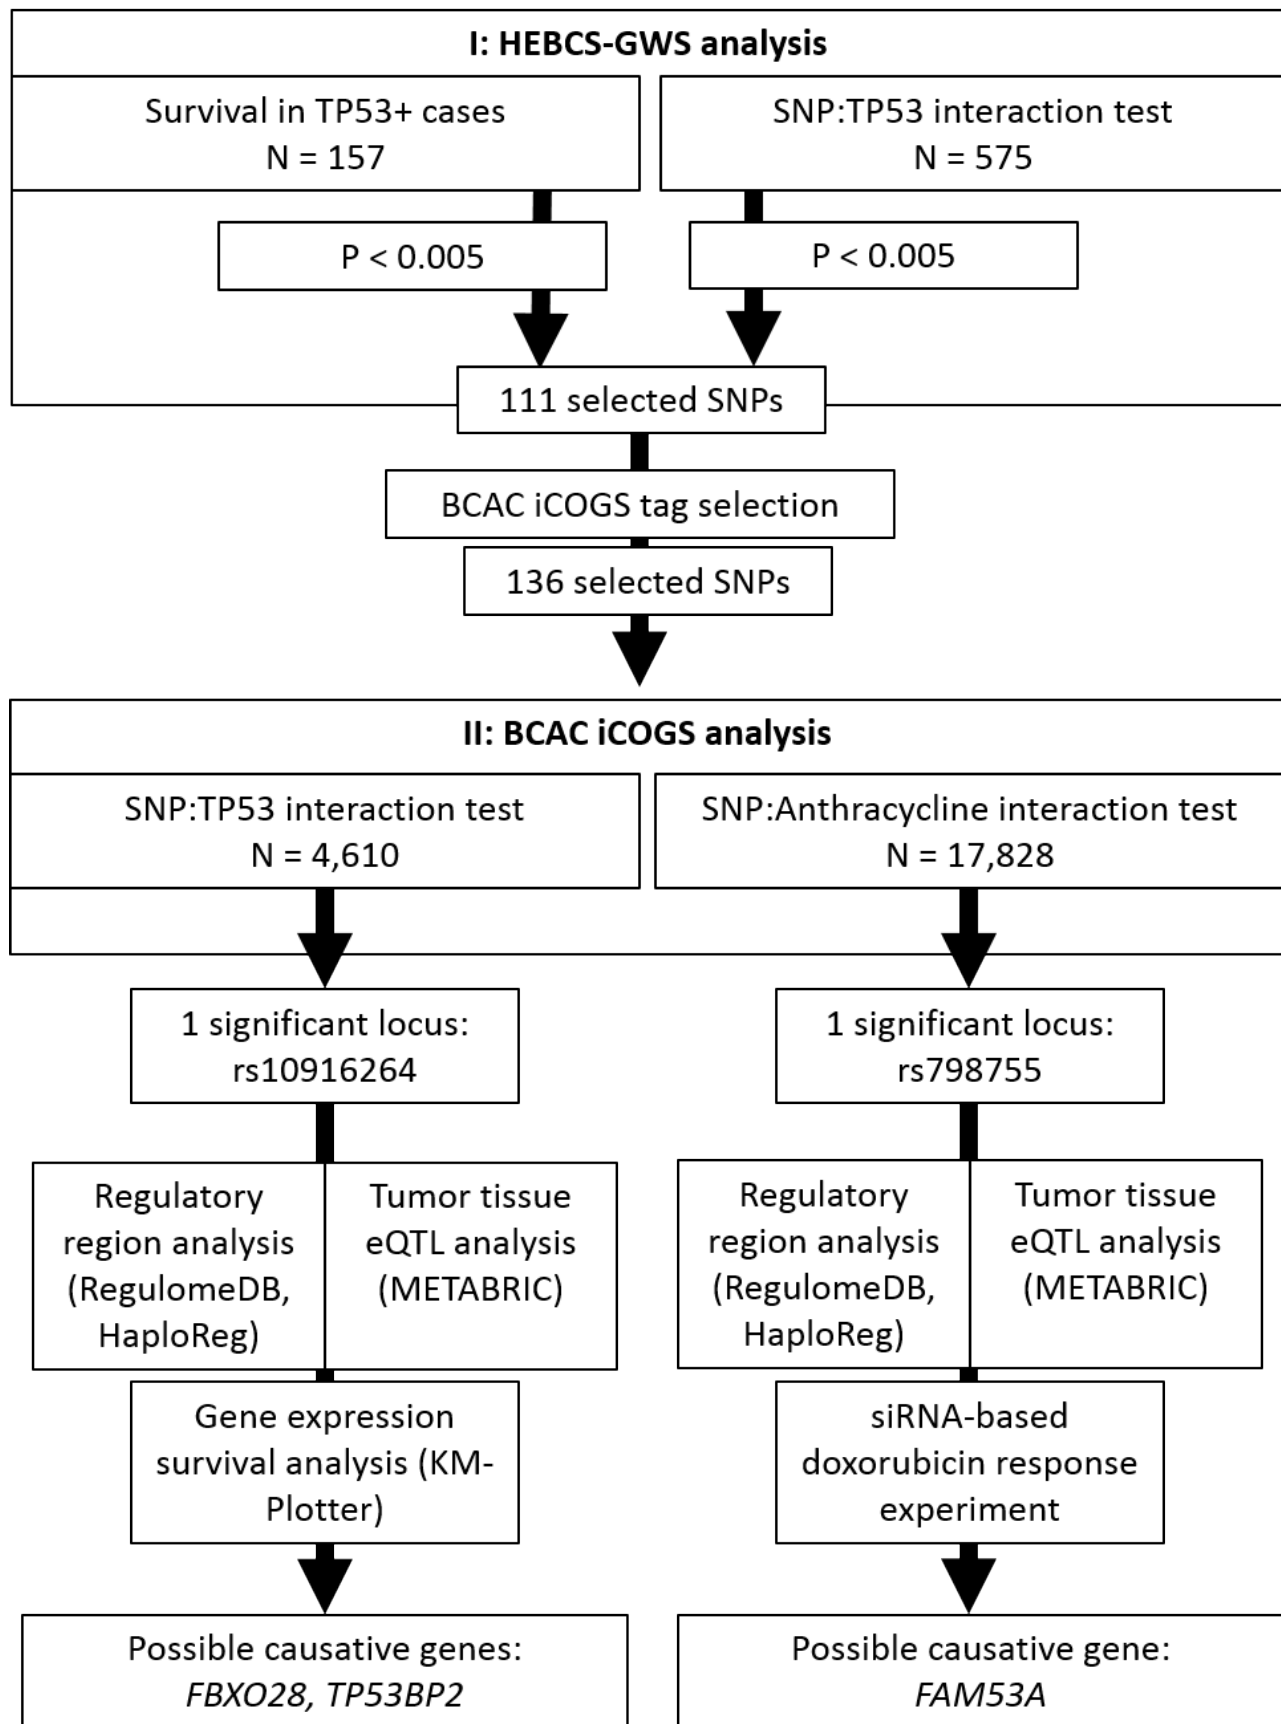 I: HEBCS-GWS analysis
Survival in TP53+ cases
N = 157
SNP:TP53 interaction test
N = 575
P < 0.005
P < 0.005
111 selected SNPs
BCAC iCOGS tag selection
136 selected SNPs
II: BCAC iCOGS analysis
SNP:TP53 interaction test
N = 4,610
SNP:Anthracycline interaction test
N = 17,828
1 significant locus:
rs10916264
1 significant locus:
rs798755
Regulatory
region analysis
(RegulomeDB,
HaploReg)
Tumor tissue
eQTL analysis
(METABRIC)
Regulatory
region analysis
(RegulomeDB,
HaploReg)
Tumor tissue
eQTL analysis
(METABRIC)
Gene expression
survival analysis (KM-
Plotter)
siRNA-based
doxorubicin response
experiment
Possible causative genes:
FBXO28, TP53BP2
Possible causative gene:
FAM53A